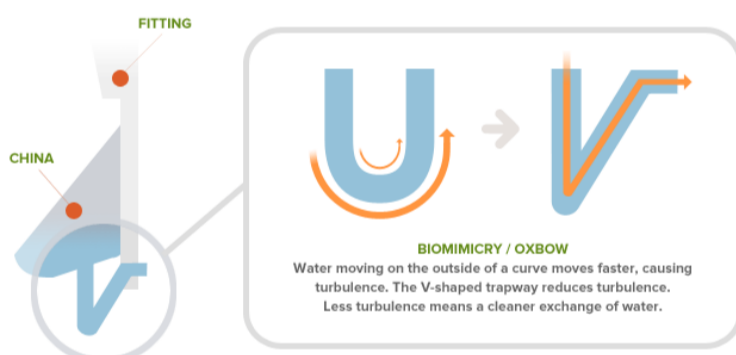 FITTING
CHINA
BIOMIMICRY / OXBOW
Water moving on the outside of a curve moves faster, causing
turbulence. The V-shaped trapway reduces turbulence.
Less turbulence means a cleaner exchange of water.